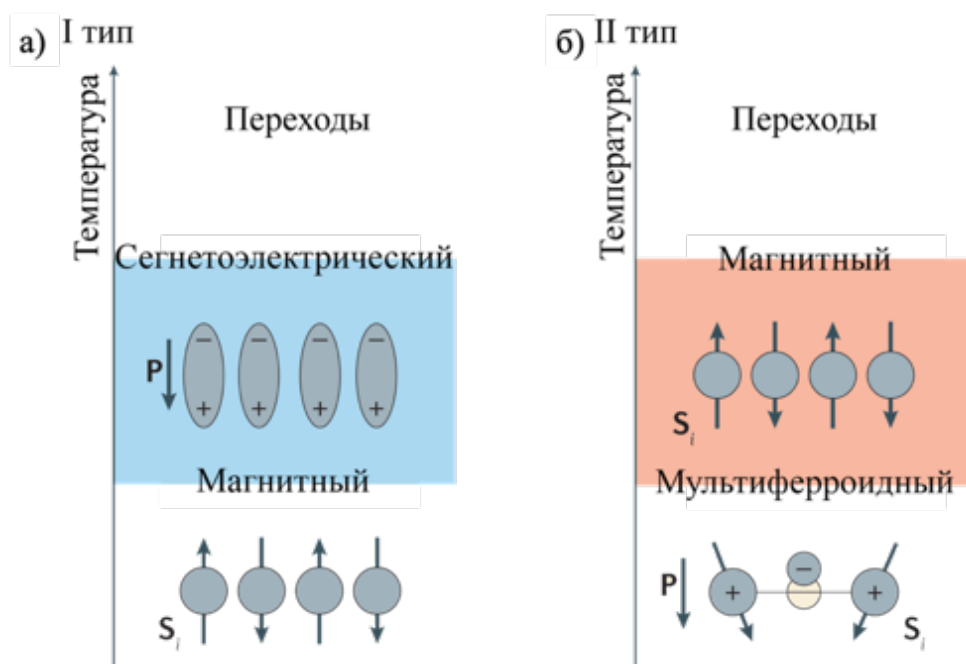 а) I тип
Температура
Переходы
Сегнетоэлектрический
− − − −
P
+ + + +
Магнитный
S i
б) II тип
Температура
Переходы
Магнитный
S i
Мультиферроидный
−
P
+ +
S i